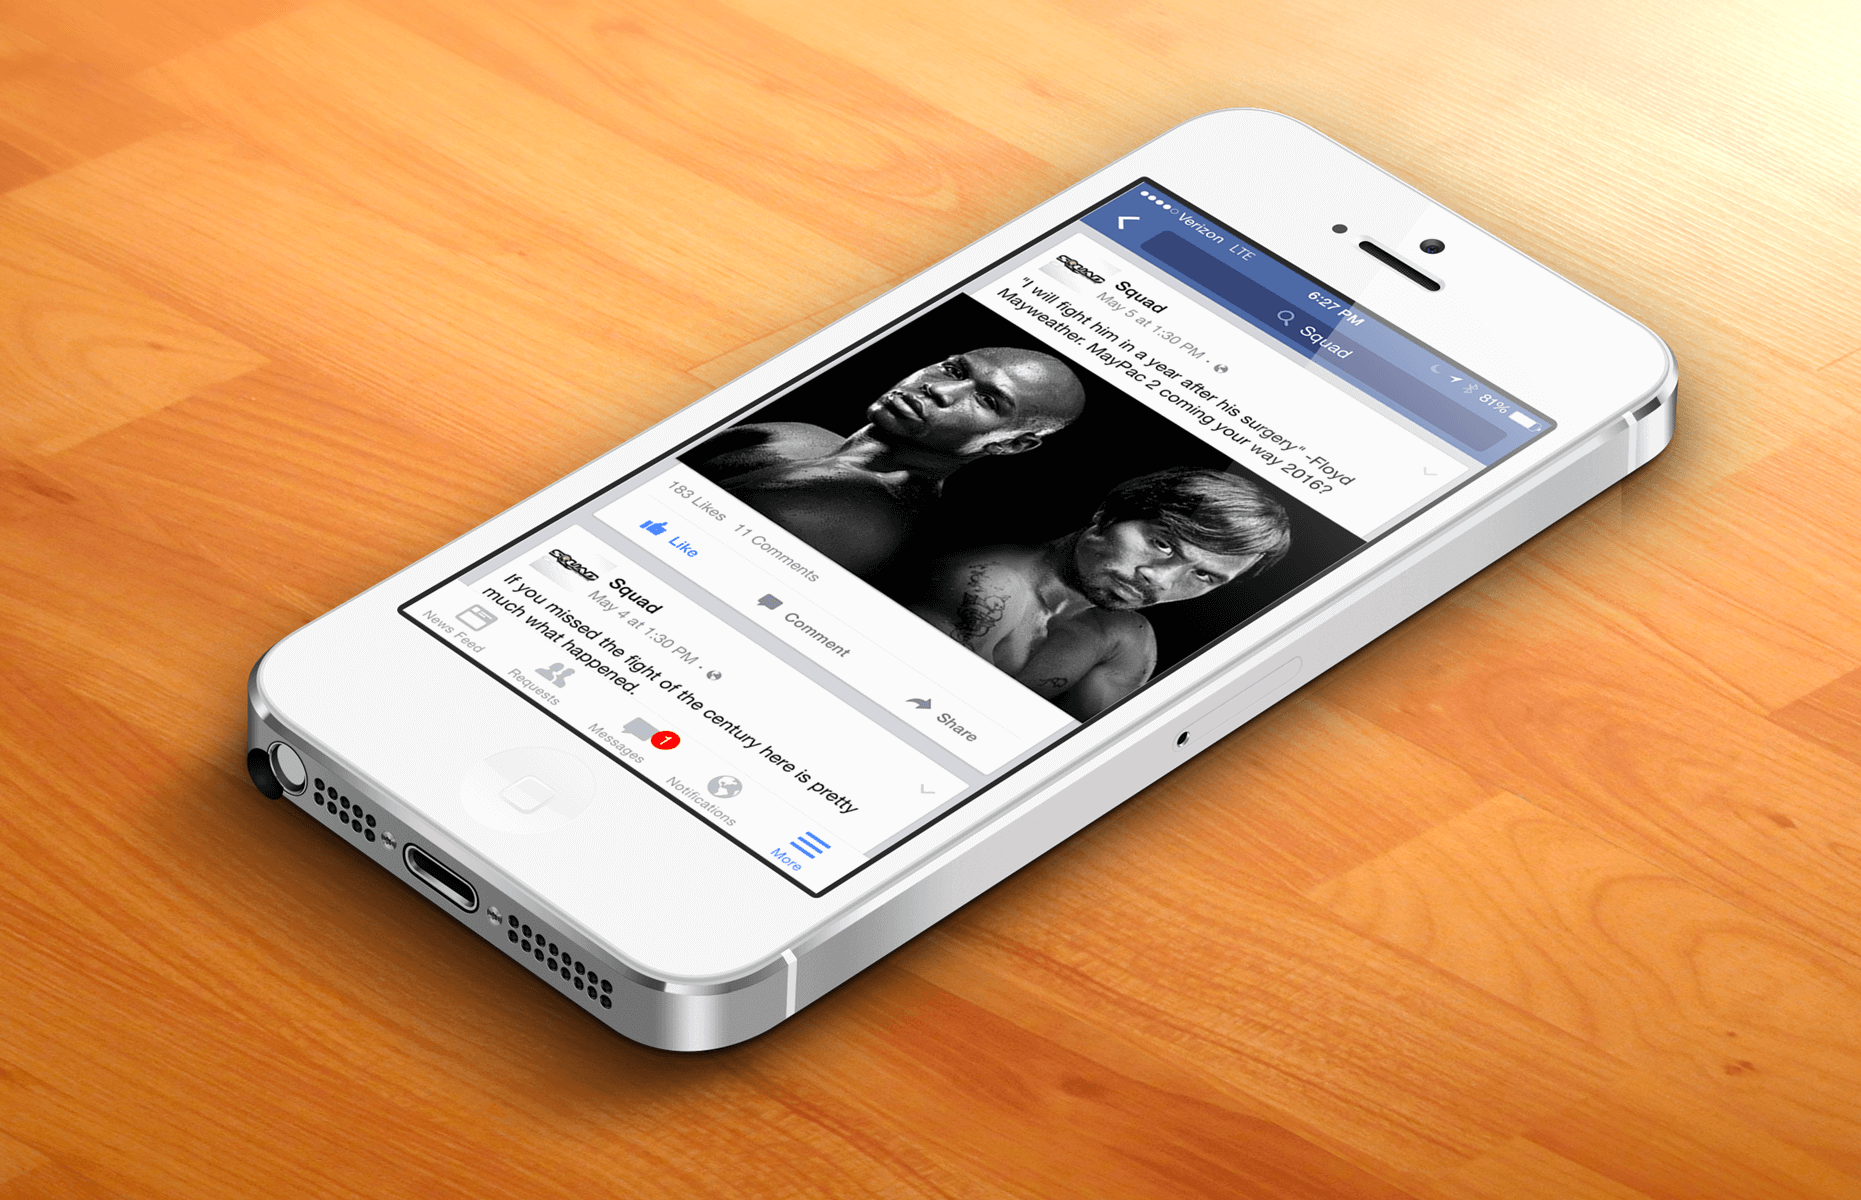 Verizon LTE
6:27 PM
81%
Squad
Squad
May 5 at 1:30 PM ·
"I will fight him in a year after his surgery" -Floyd
Mayweather. MayPac 2 coming your way 2016?
183 Likes 11 Comments
Like
Comment
Share
Squad
May 4 at 1:30 PM ·
If you missed the fight of the century here is pretty
much what happened.
News Feed
Requests
Messages
1
Notifications
More